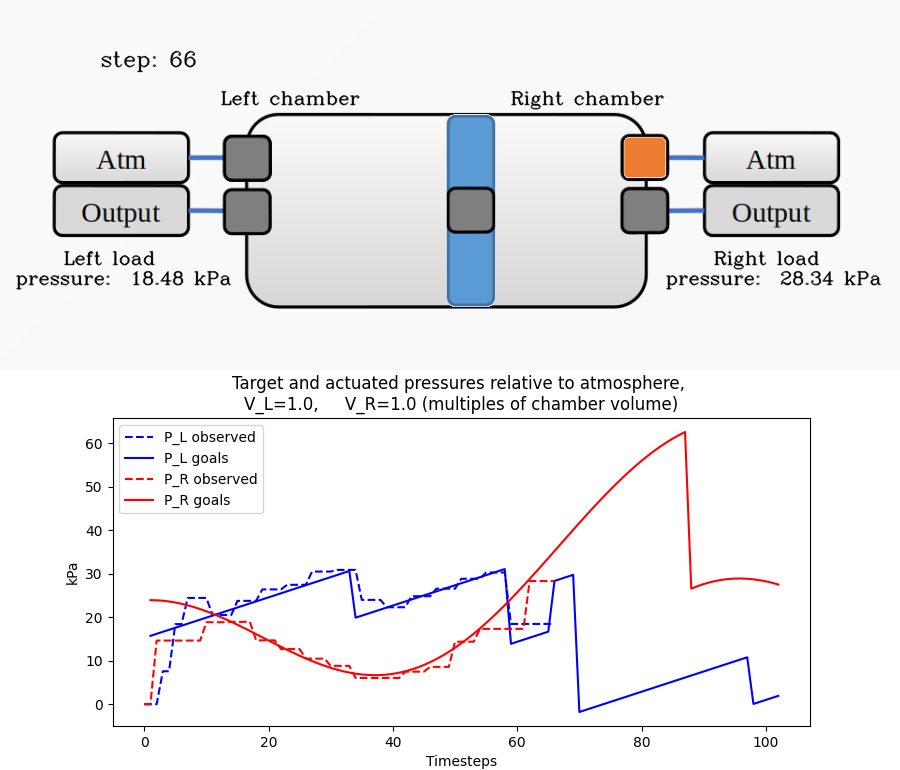 step: 66
Left chamber
Right chamber
Atm
Atm
Output
Output
Left load
pressure: 18.48 kPa
Right load
pressure: 28.34 kPa
Target and actuated pressures relative to atmosphere,
V_L=1.0, V_R=1.0 (multiples of chamber volume)
P_L observed
P_L goals
P_R observed
P_R goals
60
50
40
30
20
10
0
kPa
0 20 40 60 80 100
Timesteps